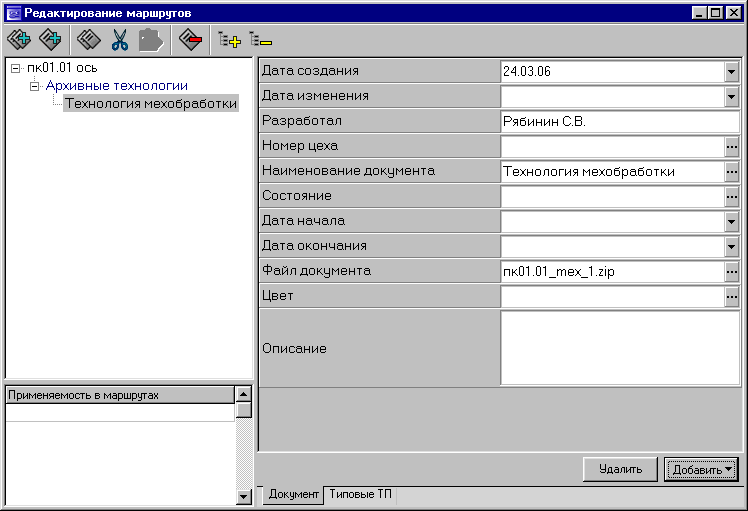 Редактирование маршрутов
пк01.01 ось
Архивные технологии
Технология мехобработки
Применяемость в маршрутах
Дата создания 24.03.06
Дата изменения
Разработал Рябинин С.В.
Номер цеха
Наименование документа Технология мехобработки
Состояние
Дата начала
Дата окончания
Файл документа пк01.01_mex_1.zip
Цвет
Описание
Удалить Добавить
Документ Типовые ТП